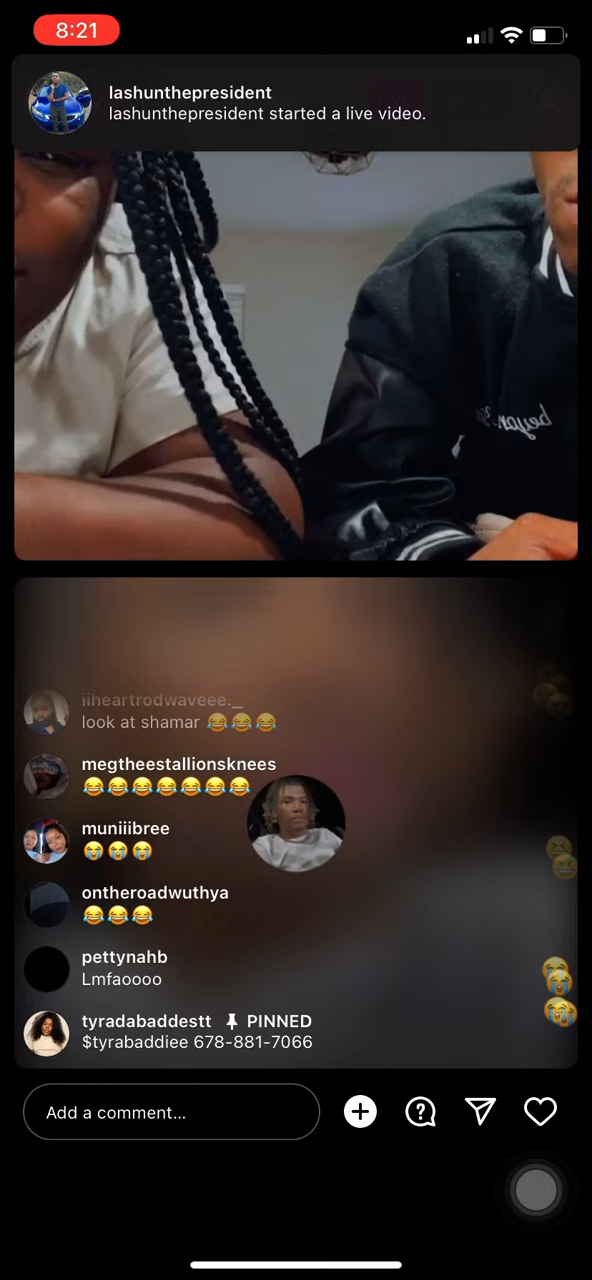 8:21
lashunthepresident
lashunthepresident started a live video.
iiheartrodwaveee._
look at shamar 😂😂😂
megtheestallionsknees
😂😂😂😂😂😂😂
muniiibree
😭😭😭
ontheroadwuthya
😂😂😂
pettynahb
Lmfaoooo
tyradabaddestt PINNED
$tyrabaddiee 678-881-7066
Add a comment...